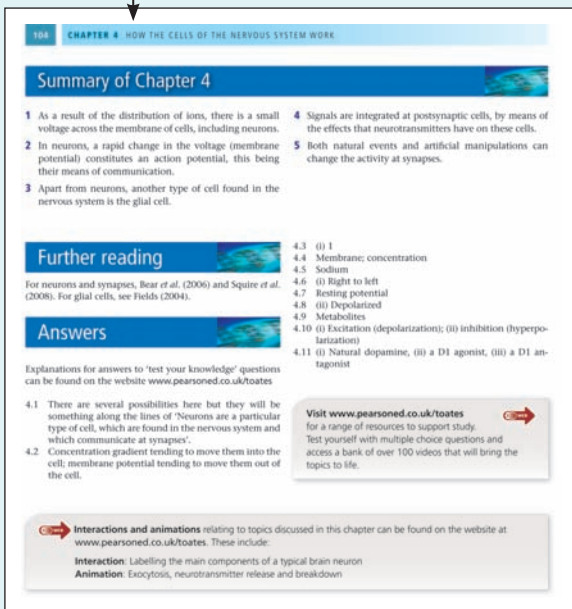 104 CHAPTER 4 HOW THE CELLS OF THE NERVOUS SYSTEM WORK
Summary of Chapter 4
1 As a result of the distribution of ions, there is a small
voltage across the membrane of cells, including neurons.
2 In neurons, a rapid change in the voltage (membrane
potential) constitutes an action potential, this being
their means of communication.
3 Apart from neurons, another type of cell found in the
nervous system is the glial cell.
4 Signals are integrated at postsynaptic cells, by means of
the effects that neurotransmitters have on these cells.
5 Both natural events and artificial manipulations can
change the activity at synapses.
Further reading
For neurons and synapses, Bear et al. (2006) and Squire et al.
(2008). For glial cells, see Fields (2004).
Answers
Explanations for answers to 'test your knowledge' questions
can be found on the website www.pearsoned.co.uk/toates
4.1 There are several possibilities here but they will be
something along the lines of 'Neurons are a particular
type of cell, which are found in the nervous system and
which communicate at synapses'.
4.2 Concentration gradient tending to move them into the
cell; membrane potential tending to move them out of
the cell.
4.3 (i) 1
4.4 Membrane; concentration
4.5 Sodium
4.6 (i) Right to left
4.7 Resting potential
4.8 (ii) Depolarized
4.9 Metabolites
4.10 (i) Excitation (depolarization); (ii) inhibition (hyperpo-
larization)
4.11 (i) Natural dopamine, (ii) a D1 agonist, (iii) a D1 an-
tagonist
Visit www.pearsoned.co.uk/toates
for a range of resources to support study.
Test yourself with multiple choice questions and
access a bank of over 100 videos that will bring the
topics to life.
Interactions and animations relating to topics discussed in this chapter can be found on the website at
www.pearsoned.co.uk/toates. These include:
Interaction: Labelling the main components of a typical brain neuron
Animation: Exocytosis, neurotransmitter release and breakdown